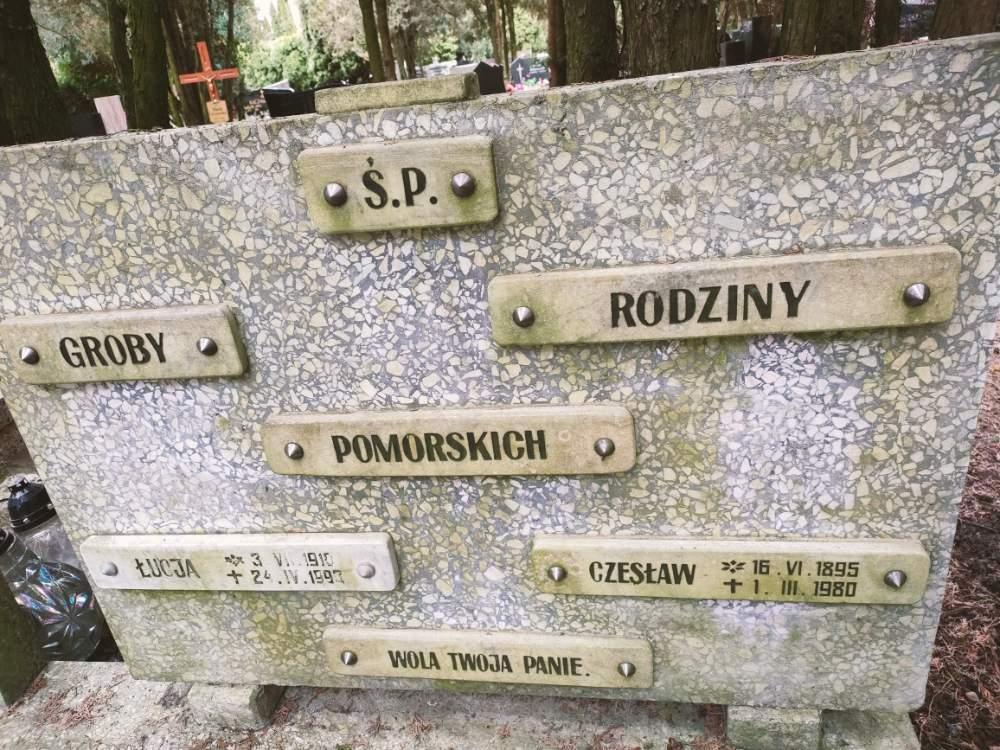 Ś.P.
GROBY
RODZINY
POMORSKICH
ŁUCJA
3 VI.1910
24.IV.1993
CZESŁAW
16.VI.1895
1.III.1980
WOLA TWOJA PANIE.